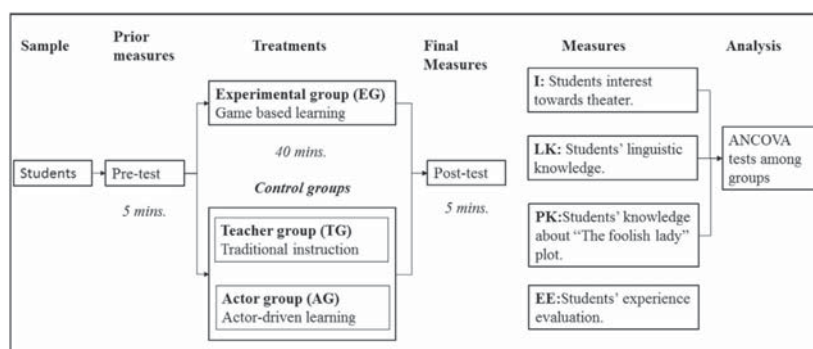 Sample
Prior
measures
Treatments
Final
Measures
Measures
Analysis
Students
Pre-test
5 mins.
Experimental group (EG)
Game based learning
40 mins.
Control groups
Teacher group (TG)
Traditional instruction
Actor group (AG)
Actor-driven learning
Post-test
5 mins.
I: Students interest
towards theater.
LK: Students’ linguistic
knowledge.
PK:Students’ knowledge
about “The foolish lady”
plot.
EE:Students’ experience
evaluation.
ANCOVA
tests among
groups